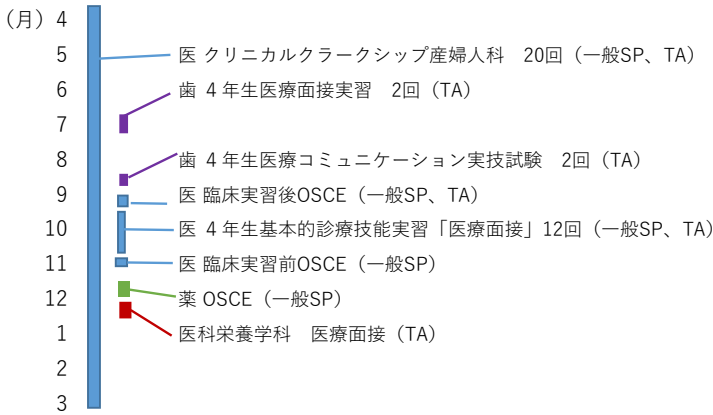 （月）4
5 医 クリニカルクラークシップ産婦人科　20回（一般SP、TA）
6 歯 ４年生医療面接実習　2回（TA）
7
8 歯 ４年生医療コミュニケーション実技試験　2回（TA）
9 医 臨床実習後OSCE（一般SP、TA）
10 医 ４年生基本的診療技能実習「医療面接」12回（一般SP、TA）
11 医 臨床実習前OSCE（一般SP）
12 薬 OSCE（一般SP）
1 医科栄養学科　医療面接（TA）
2
3